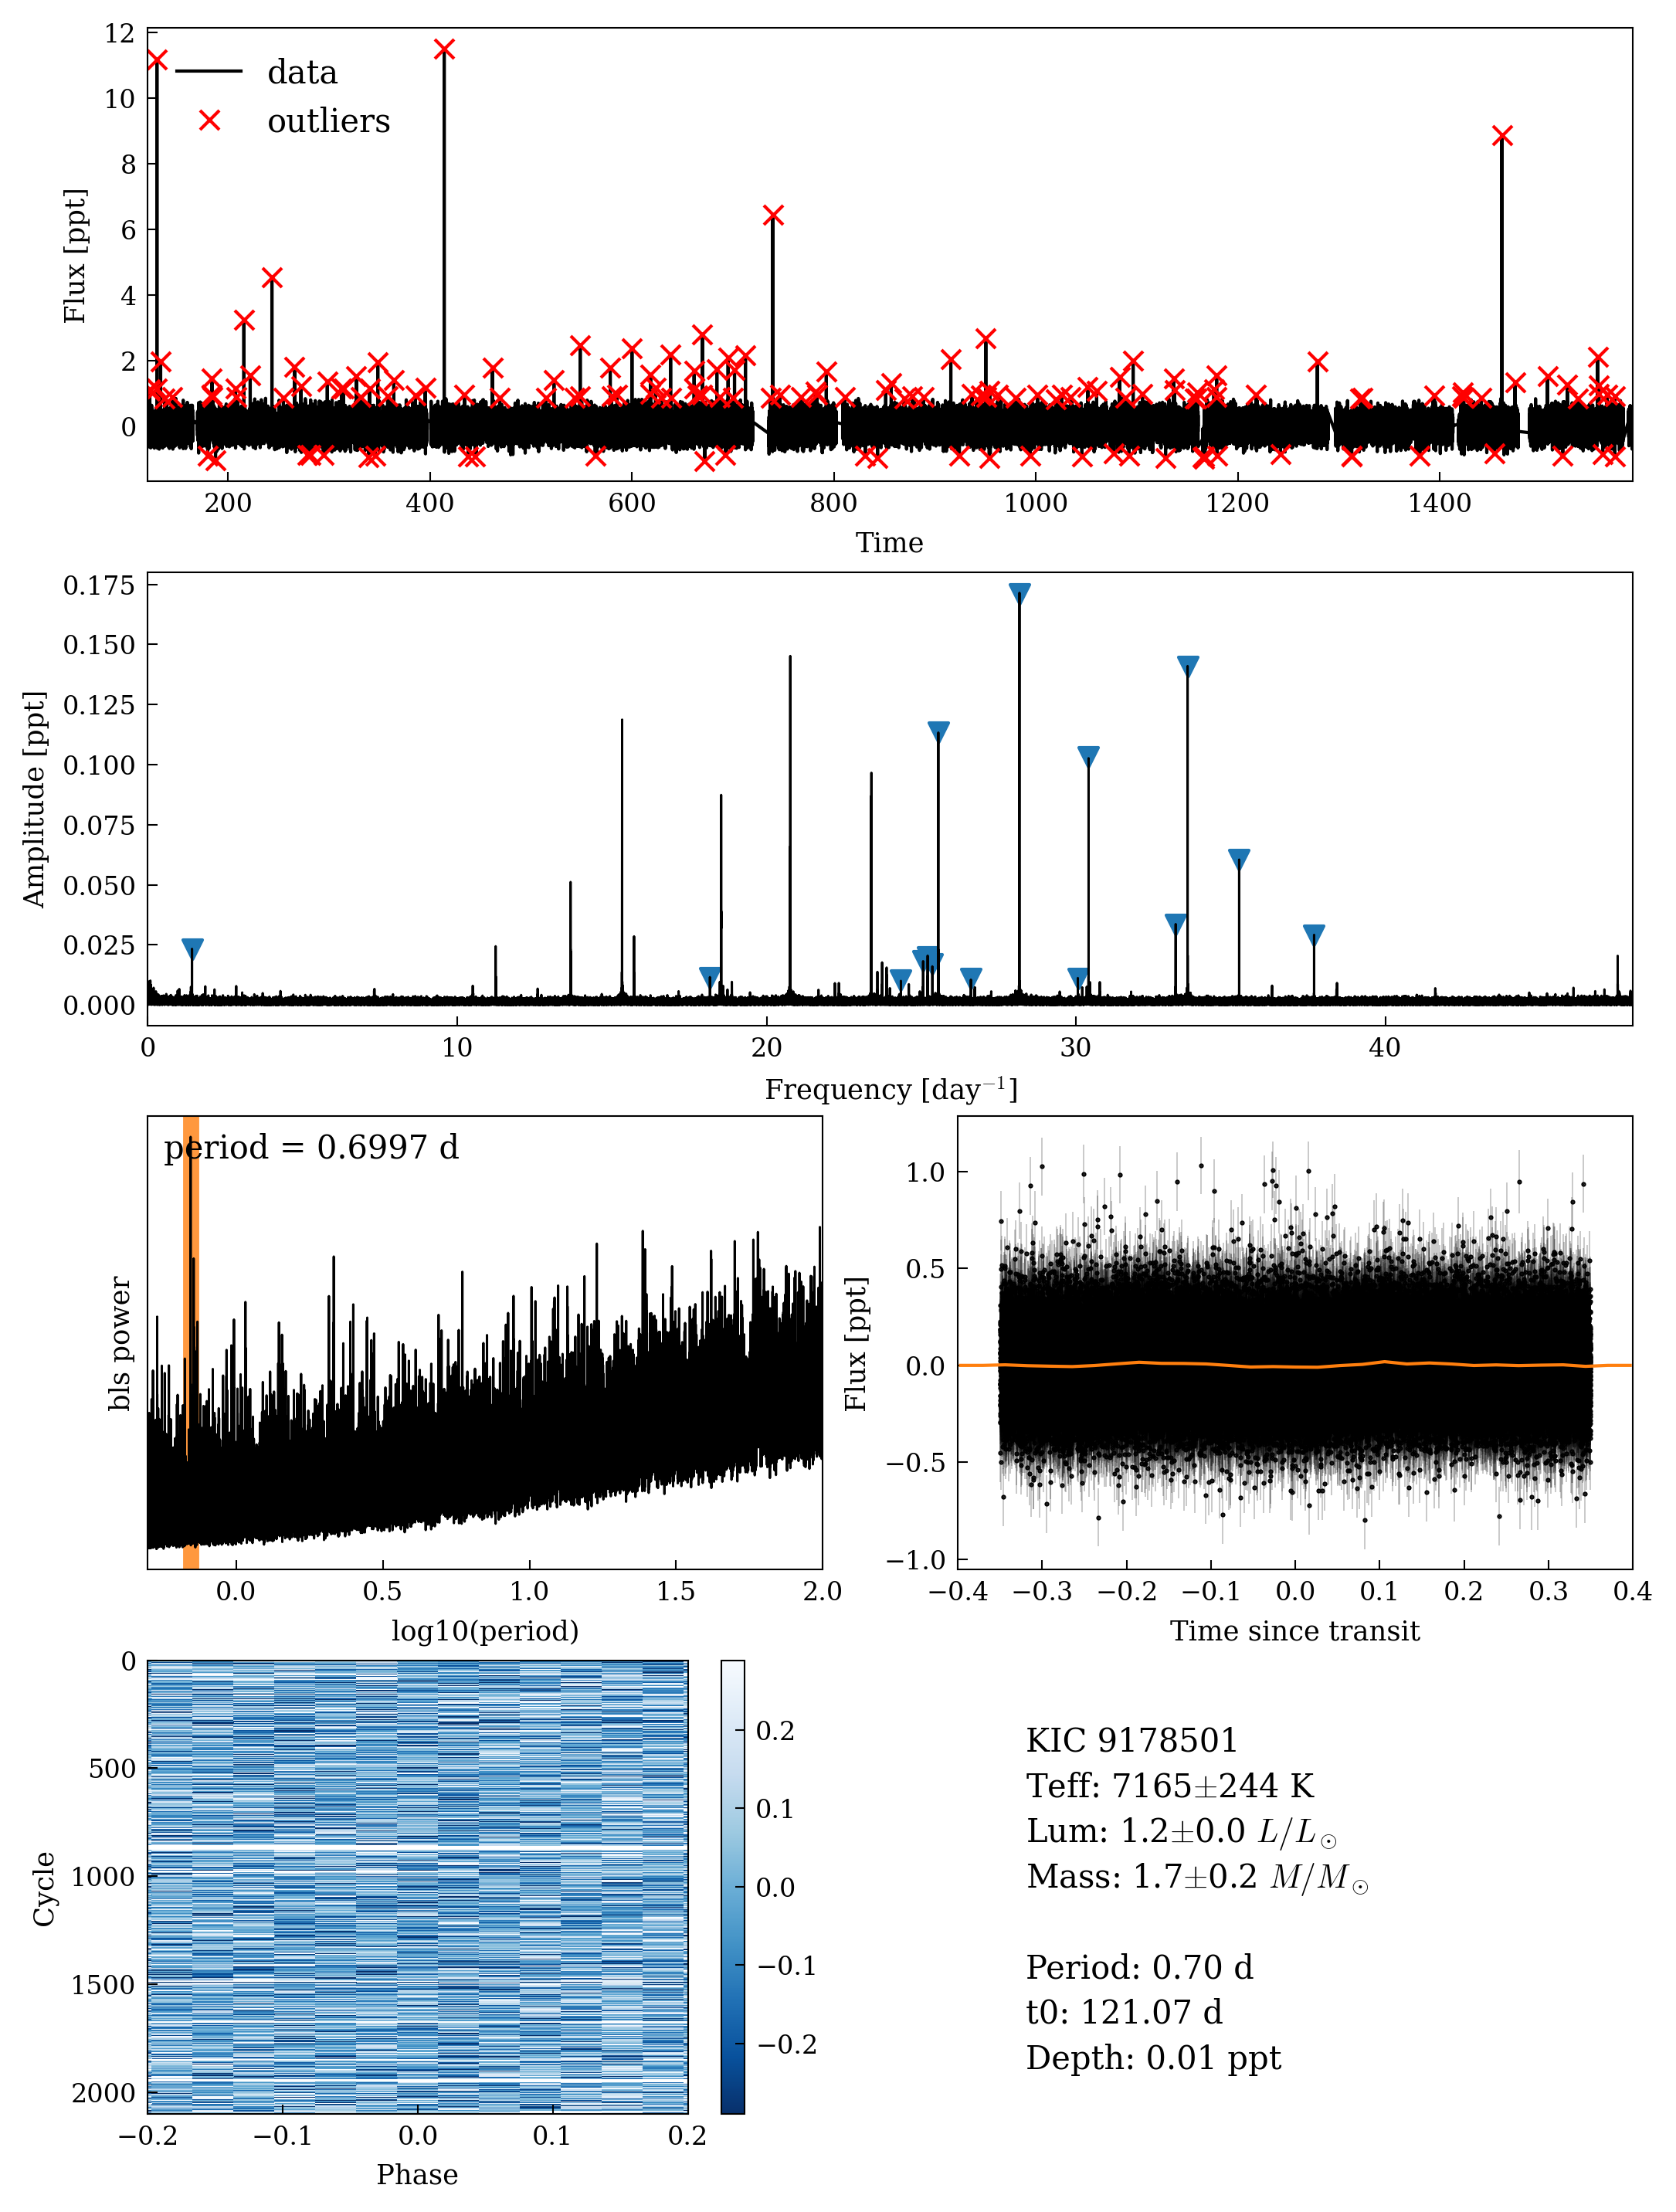 12
10
8
6
4
2
0
Flux [ppt]
data
outliers
200 400 600 800 1000 1200 1400
Time
0.175
0.150
0.125
0.100
0.075
0.050
0.025
0.000
Amplitude [ppt]
0 10 20 30 40
Frequency [day⁻¹]
period = 0.6997 d
bls power
0.0 0.5 1.0 1.5 2.0
log10(period)
1.0
0.5
0.0
−0.5
−1.0
Flux [ppt]
−0.4 −0.3 −0.2 −0.1 0.0 0.1 0.2 0.3 0.4
Time since transit
0
500
1000
1500
2000
Cycle
−0.2 −0.1 0.0 0.1 0.2
Phase
0.2
0.1
0.0
−0.1
−0.2
KIC 9178501
Teff: 7165±244 K
Lum: 1.2±0.0 L/L⊙
Mass: 1.7±0.2 M/M⊙
Period: 0.70 d
t0: 121.07 d
Depth: 0.01 ppt